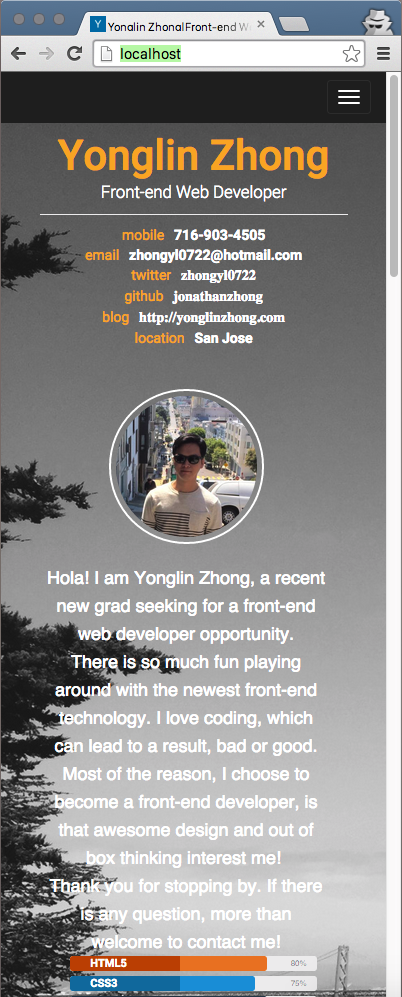 Yonglin Zhong|Front-end W
localhost
Yonglin Zhong
Front-end Web Developer
mobile 716-903-4505
email zhongyl0722@hotmail.com
twitter zhongyl0722
github jonathanzhong
blog http://yonglinzhong.com
location San Jose
Hola! I am Yonglin Zhong, a recent
new grad seeking for a front-end
web developer opportunity.
There is so much fun playing
around with the newest front-end
technology. I love coding, which
can lead to a result, bad or good.
Most of the reason, I choose to
become a front-end developer, is
that awesome design and out of
box thinking interest me!
Thank you for stopping by. If there
is any question, more than
welcome to contact me!
HTML5 80%
CSS3 75%